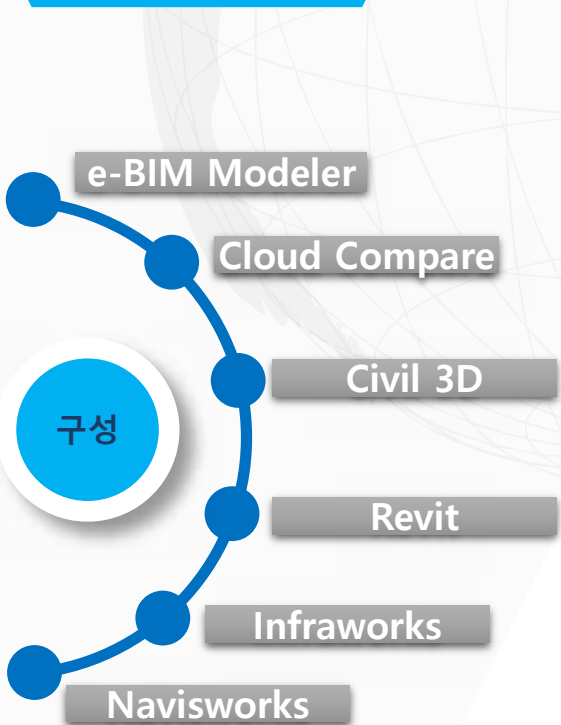 e-BIM Modeler
Cloud Compare
Civil 3D
구성
Revit
Infraworks
Navisworks